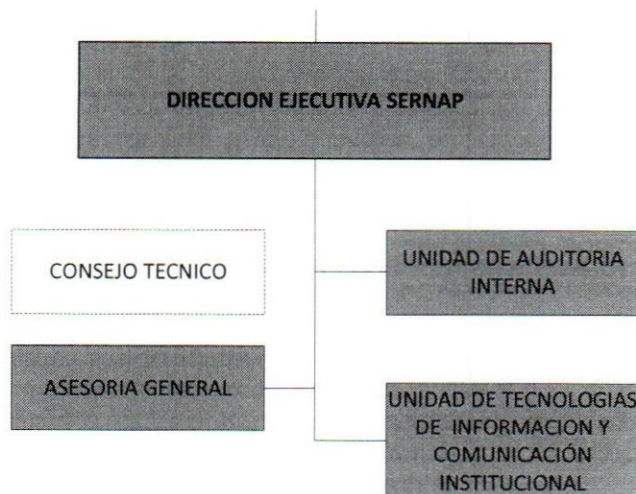 DIRECCION EJECUTIVA SERNAP
CONSEJO TECNICO
UNIDAD DE AUDITORIA
INTERNA
ASESORIA GENERAL
UNIDAD DE TECNOLOGIAS
DE INFORMACION Y
COMUNICACIÓN
INSTITUCIONAL